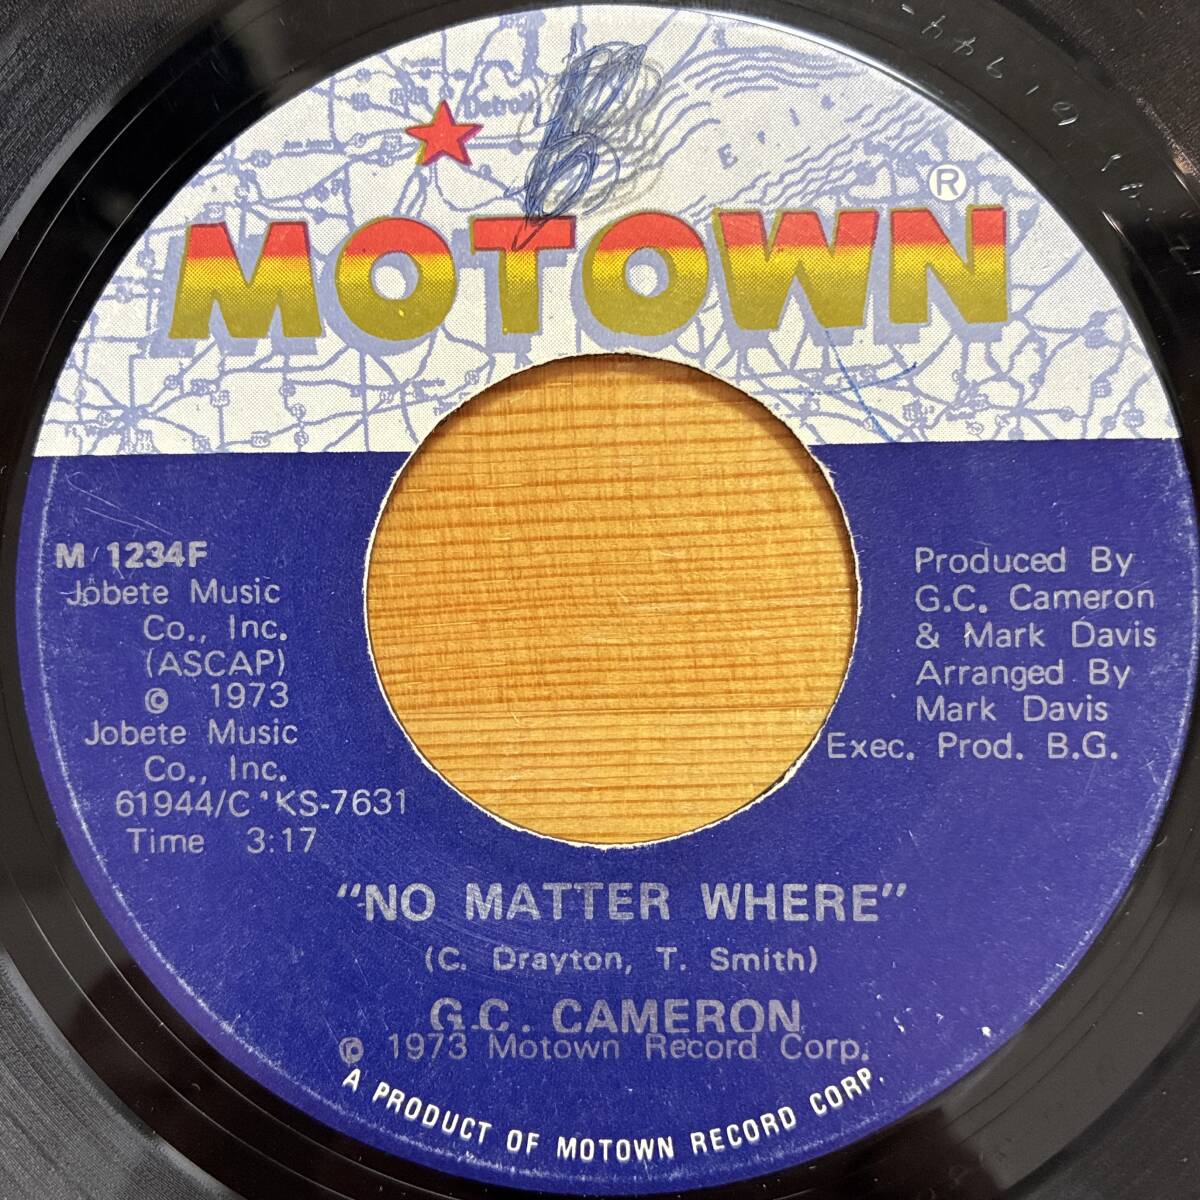 B
Detroit
ERIE
MOTOWN®
M 1234F
Jobete Music
Co., Inc.
(ASCAP)
© 1973
Jobete Music
Co., Inc.
61944/C KS-7631
Time 3:17
Produced By
G.C. Cameron
& Mark Davis
Arranged By
Mark Davis
Exec. Prod. B.G.
"NO MATTER WHERE"
(C. Drayton, T. Smith)
G.C. CAMERON
℗ 1973 Motown Record Corp.
A PRODUCT OF MOTOWN RECORD CORP.